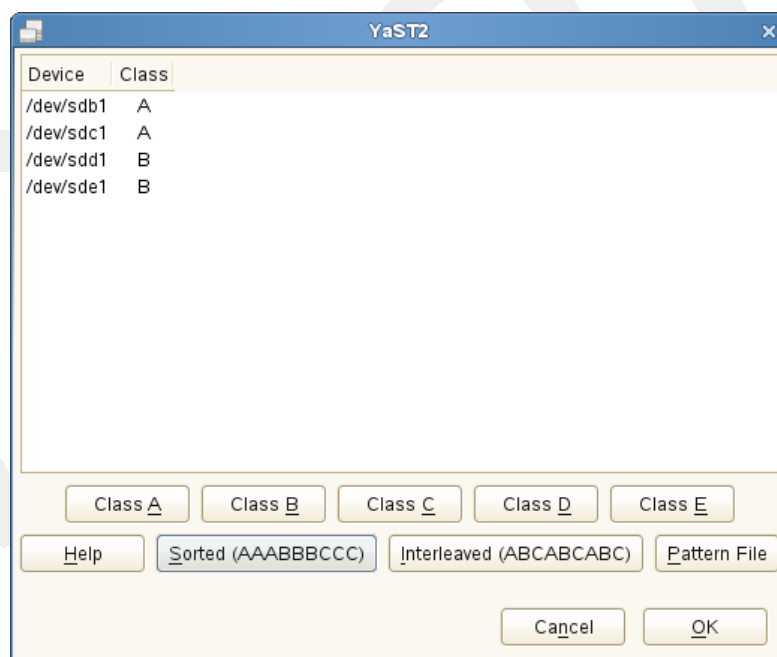 YaST2
Device Class
/dev/sdb1 A
/dev/sdc1 A
/dev/sdd1 B
/dev/sde1 B
Class A Class B Class C Class D Class E
Help Sorted (AAABBBCCC) Interleaved (ABCABCABC) Pattern File
Cancel OK